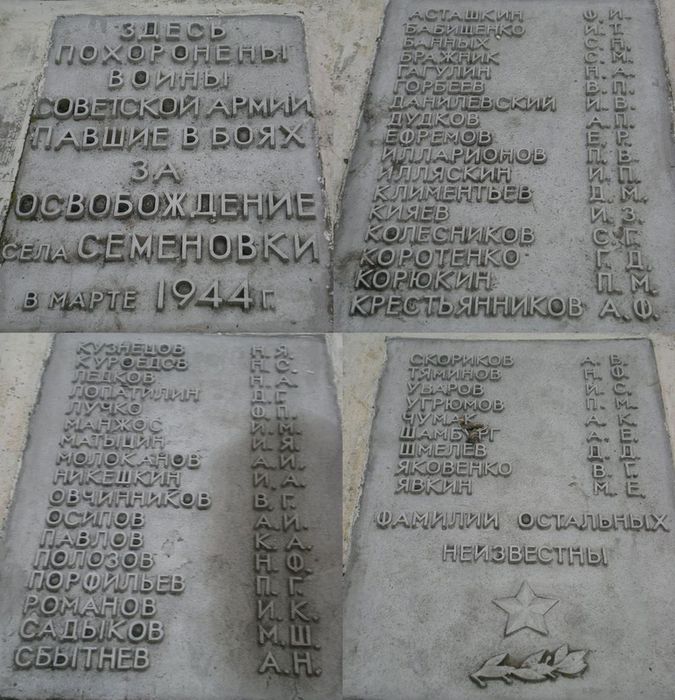 ЗДЕСЬ
ПОХОРОНЕНЫ
ВОИНЫ
СОВЕТСКОЙ АРМИИ
ПАВШИЕ В БОЯХ
ЗА
ОСВОБОЖДЕНИЕ
СЕЛА СЕМЕНОВКИ
В МАРТЕ 1944 Г.
АСТАШКИН Ф. И.
БАБИЩЕНКО И. Т.
БАННЫХ С. Н.
БРАЖНИК С. М.
ГАГУЛИН Н. А.
ГОРБЕЕВ В. П.
ДАНИЛЕВСКИЙ И. В.
ДУДКОВ А. П.
ЕФРЕМОВ Е. Р.
ИЛЛАРИОНОВ П. В.
ИЛЛЯСКИН И. П.
КЛИМЕНТЬЕВ Д. М.
КИЯЕВ И. З.
КОЛЕСНИКОВ С. Г.
КОРОТЕНКО Г. Д.
КОРЮКИН П. М.
КРЕСТЬЯННИКОВ А. Ф.
КУЗНЕЦОВ Н. Я.
КУРОЕДОВ Н. С.
ЛЕДКОВ Н. А.
ЛОПАТИЛИН Д. Г.
ЛУЧКО Ф. П.
МАНЖОС И. М.
МАТЫЦИН И. Я.
МОЛОКАНОВ А. И.
НИКЕШКИН И. А.
ОВЧИННИКОВ В. Г.
ОСИПОВ А. И.
ПАВЛОВ К. А.
ПОЛОЗОВ Н. Ф.
ПОРФИЛЬЕВ П. Г.
РОМАНОВ И. К.
САДЫКОВ М. Ш.
СБЫТНЕВ А. Н.
СКОРИКОВ А. В.
ТЯМИНОВ Н. Ф.
УВАРОВ И. С.
УГРЮМОВ П. М.
ЧУМАК А. К.
ШАМБУРГ А. Е.
ШМЕЛЕВ Д. Д.
ЯКОВЕНКО В. Г.
ЯВКИН М. Е.
ФАМИЛИИ ОСТАЛЬНЫХ
НЕИЗВЕСТНЫ